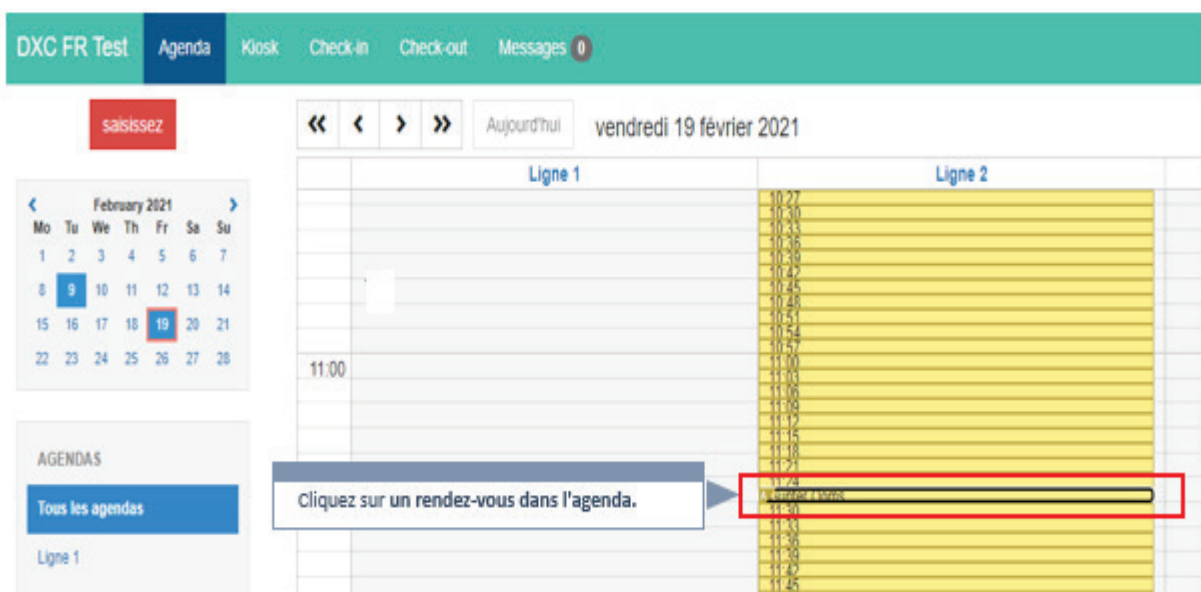 DXC FR Test Agenda Kiosk Check-in Check-out Messages 0
saisissez
Aujourd'hui vendredi 19 février 2021
Ligne 1 Ligne 2
February 2021
Mo Tu We Th Fr Sa Su
1 2 3 4 5 6 7
8 9 10 11 12 13 14
15 16 17 18 19 20 21
22 23 24 25 26 27 28
10:27
10:30
10:33
10:36
10:39
10:42
10:45
10:48
10:51
10:54
10:57
11:00
11:00
11:03
11:06
11:09
11:12
11:15
11:18
11:21
11:24
Cliquez sur un rendez-vous dans l'agenda.
11:30
11:33
11:36
11:39
11:42
11:45
AGENDAS
Tous les agendas
Ligne 1